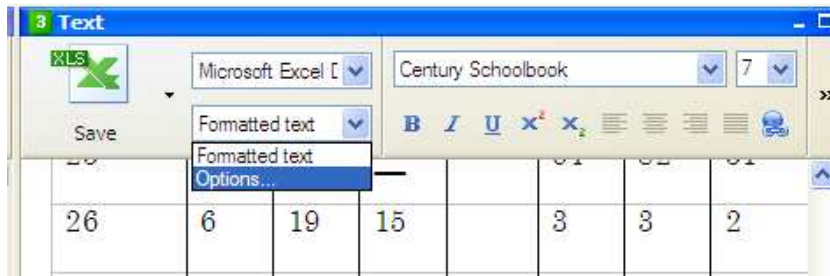 3 Text
XLS
Microsoft Excel D
Century Schoolbook
7
Save
Formatted text
B I U x² x₂
Formatted text
Options...
26 6 19 15 3 3 2